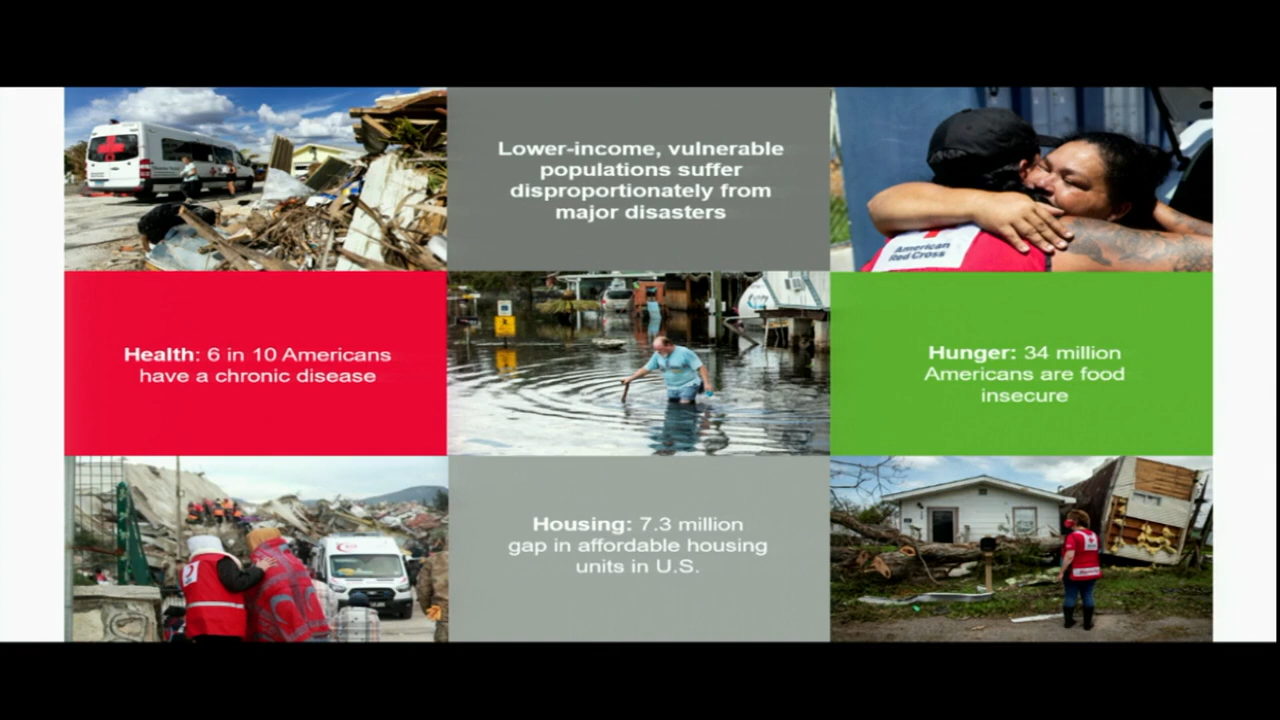 Lower-income, vulnerable
populations suffer
disproportionately from
major disasters
American
Red Cross
Health: 6 in 10 Americans
have a chronic disease
Hunger: 34 million
Americans are food
insecure
Housing: 7.3 million
gap in affordable housing
units in U.S.